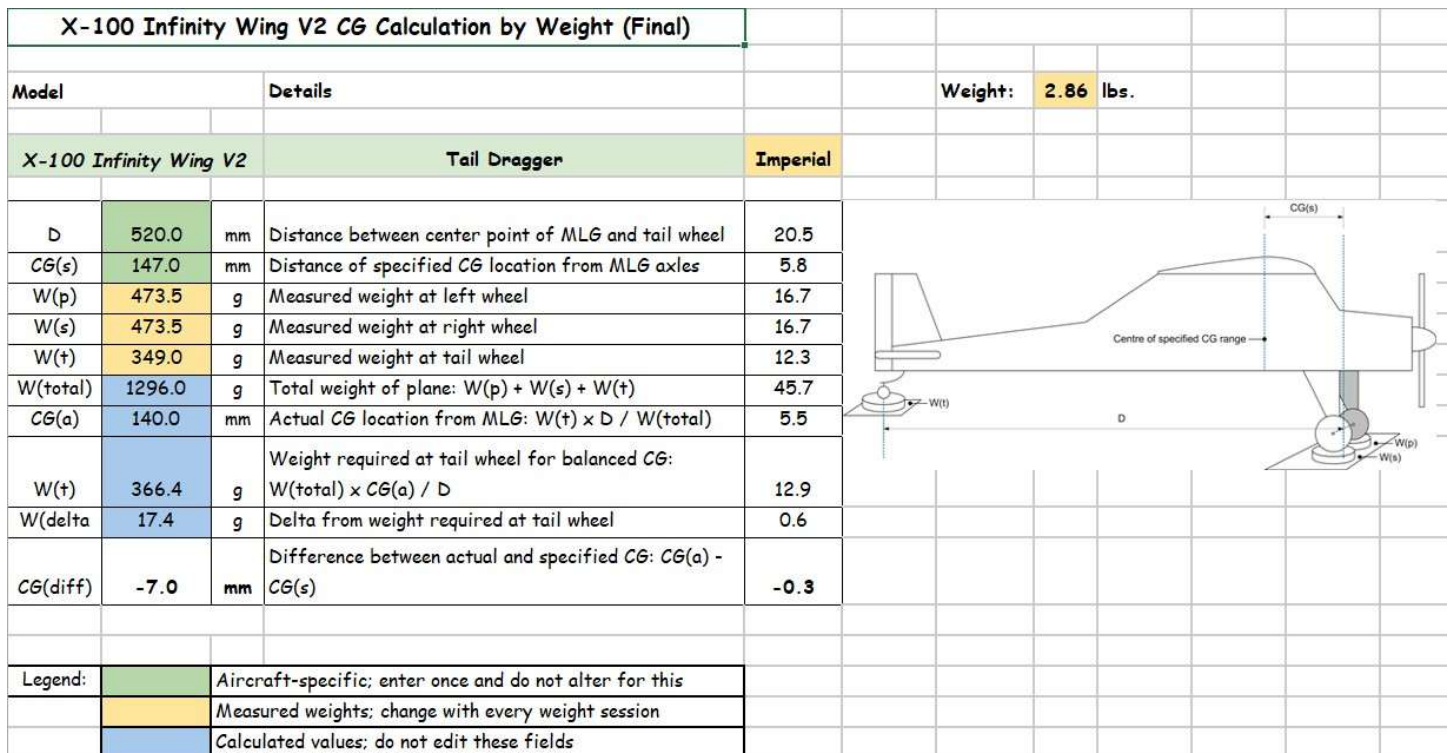 X-100 Infinity Wing V2 CG Calculation by Weight (Final)
Model Details Weight: 2.86 lbs.
X-100 Infinity Wing V2 Tail Dragger Imperial
D 520.0 mm Distance between center point of MLG and tail wheel 20.5
CG(s) 147.0 mm Distance of specified CG location from MLG axles 5.8
W(p) 473.5 g Measured weight at left wheel 16.7
W(s) 473.5 g Measured weight at right wheel 16.7
W(t) 349.0 g Measured weight at tail wheel 12.3
W(total) 1296.0 g Total weight of plane: W(p) + W(s) + W(t) 45.7
CG(a) 140.0 mm Actual CG location from MLG: W(t) x D / W(total) 5.5
Weight required at tail wheel for balanced CG:
W(t) 366.4 g W(total) x CG(a) / D 12.9
W(delta 17.4 g Delta from weight required at tail wheel 0.6
Difference between actual and specified CG: CG(a) -
CG(diff) -7.0 mm CG(s) -0.3
Legend: Aircraft-specific; enter once and do not alter for this
Measured weights; change with every weight session
Calculated values; do not edit these fields
CG(s)
Centre of specified CG range
W(t)
D
W(p)
W(s)